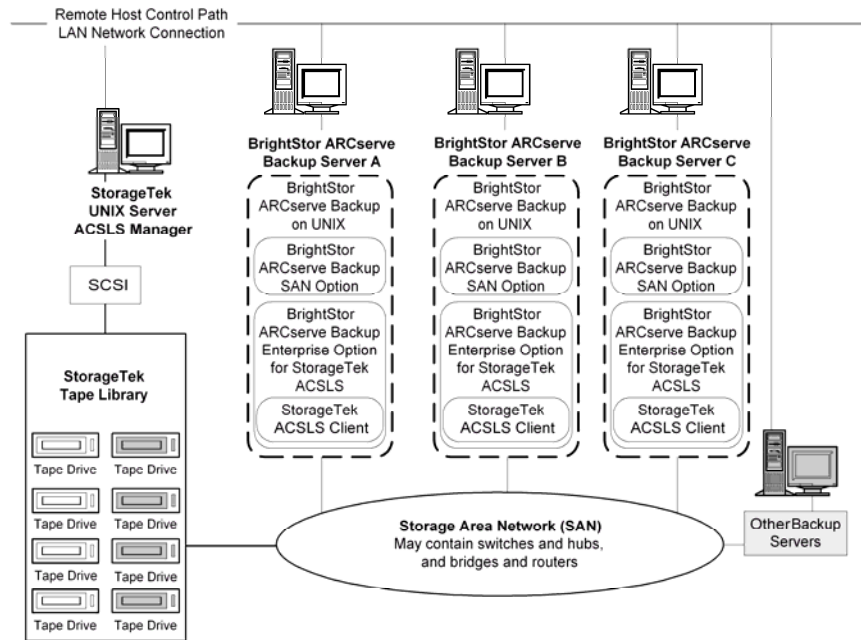 Remote Host Control Path
LAN Network Connection
StorageTek
UNIX Server
ACSLS Manager
SCSI
StorageTek
Tape Library
Tape Drive
Tape Drive
Tape Drive
Tape Drive
Tape Drive
Tape Drive
Tape Drive
Tape Drive
BrightStor ARCserve
Backup Server A
BrightStor
ARCserve Backup
on UNIX
BrightStor
ARCserve Backup
SAN Option
BrightStor
ARCserve Backup
Enterprise Option
for StorageTek
ACSLS
StorageTek
ACSLS Client
BrightStor ARCserve
Backup Server B
BrightStor
ARCserve Backup
on UNIX
BrightStor
ARCserve Backup
SAN Option
BrightStor
ARCserve Backup
Enterprise Option
for StorageTek
ACSLS
StorageTek
ACSLS Client
BrightStor ARCserve
Backup Server C
BrightStor
ARCserve Backup
on UNIX
BrightStor
ARCserve Backup
SAN Option
BrightStor
ARCserve Backup
Enterprise Option
for StorageTek
ACSLS
StorageTek
ACSLS Client
Storage Area Network (SAN)
May contain switches and hubs,
and bridges and routers
OtherBackup
Servers